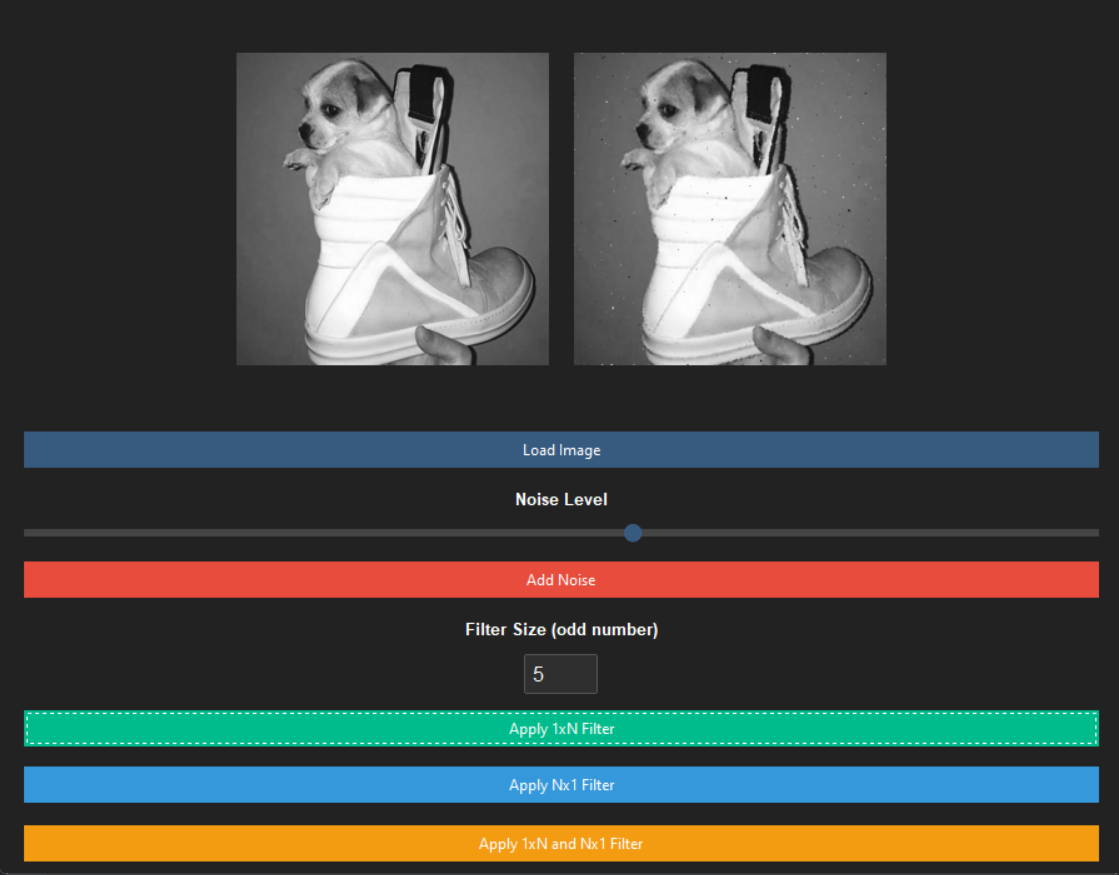 Load Image
Noise Level
Add Noise
Filter Size (odd number)
5
Apply 1xN Filter
Apply Nx1 Filter
Apply 1xN and Nx1 Filter